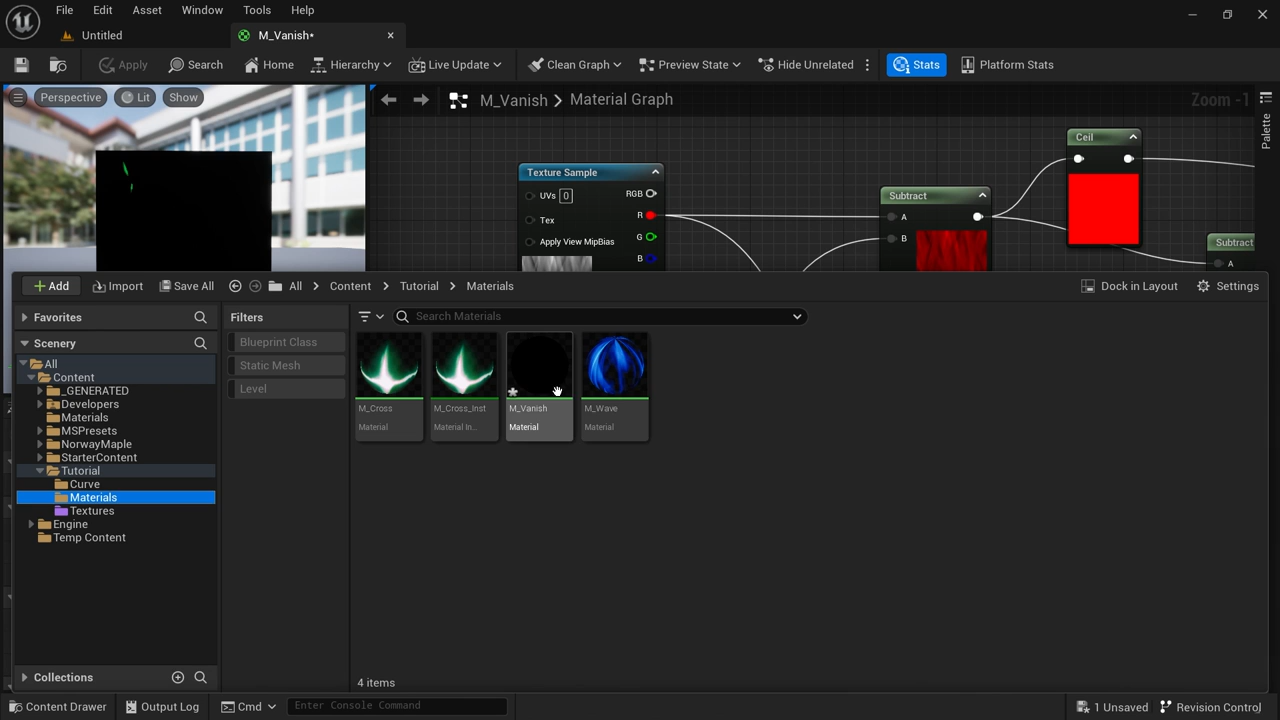 File Edit Asset Window Tools Help
Untitled M_Vanish*
Apply Search Home Hierarchy Live Update Clean Graph Preview State Hide Unrelated Stats Platform Stats
Perspective Lit Show
M_Vanish Material Graph Zoom -1
Palette
Ceil
Texture Sample
UVs 0 RGB
Tex R
Apply View MipBias G
B
Subtract
A
B
Subtract
A
Add Import Save All All Content Tutorial Materials Dock in Layout Settings
Favorites
Scenery
All
Content
_GENERATED
Developers
Materials
MSPresets
NorwayMaple
StarterContent
Tutorial
Curve
Materials
Textures
Engine
Temp Content
Collections
Filters
Blueprint Class
Static Mesh
Level
Search Materials
M_Cross M_Cross_Inst M_Vanish M_Wave
Material Material In... Material Material
4 items
Content Drawer Output Log Cmd Enter Console Command 1 Unsaved Revision Control